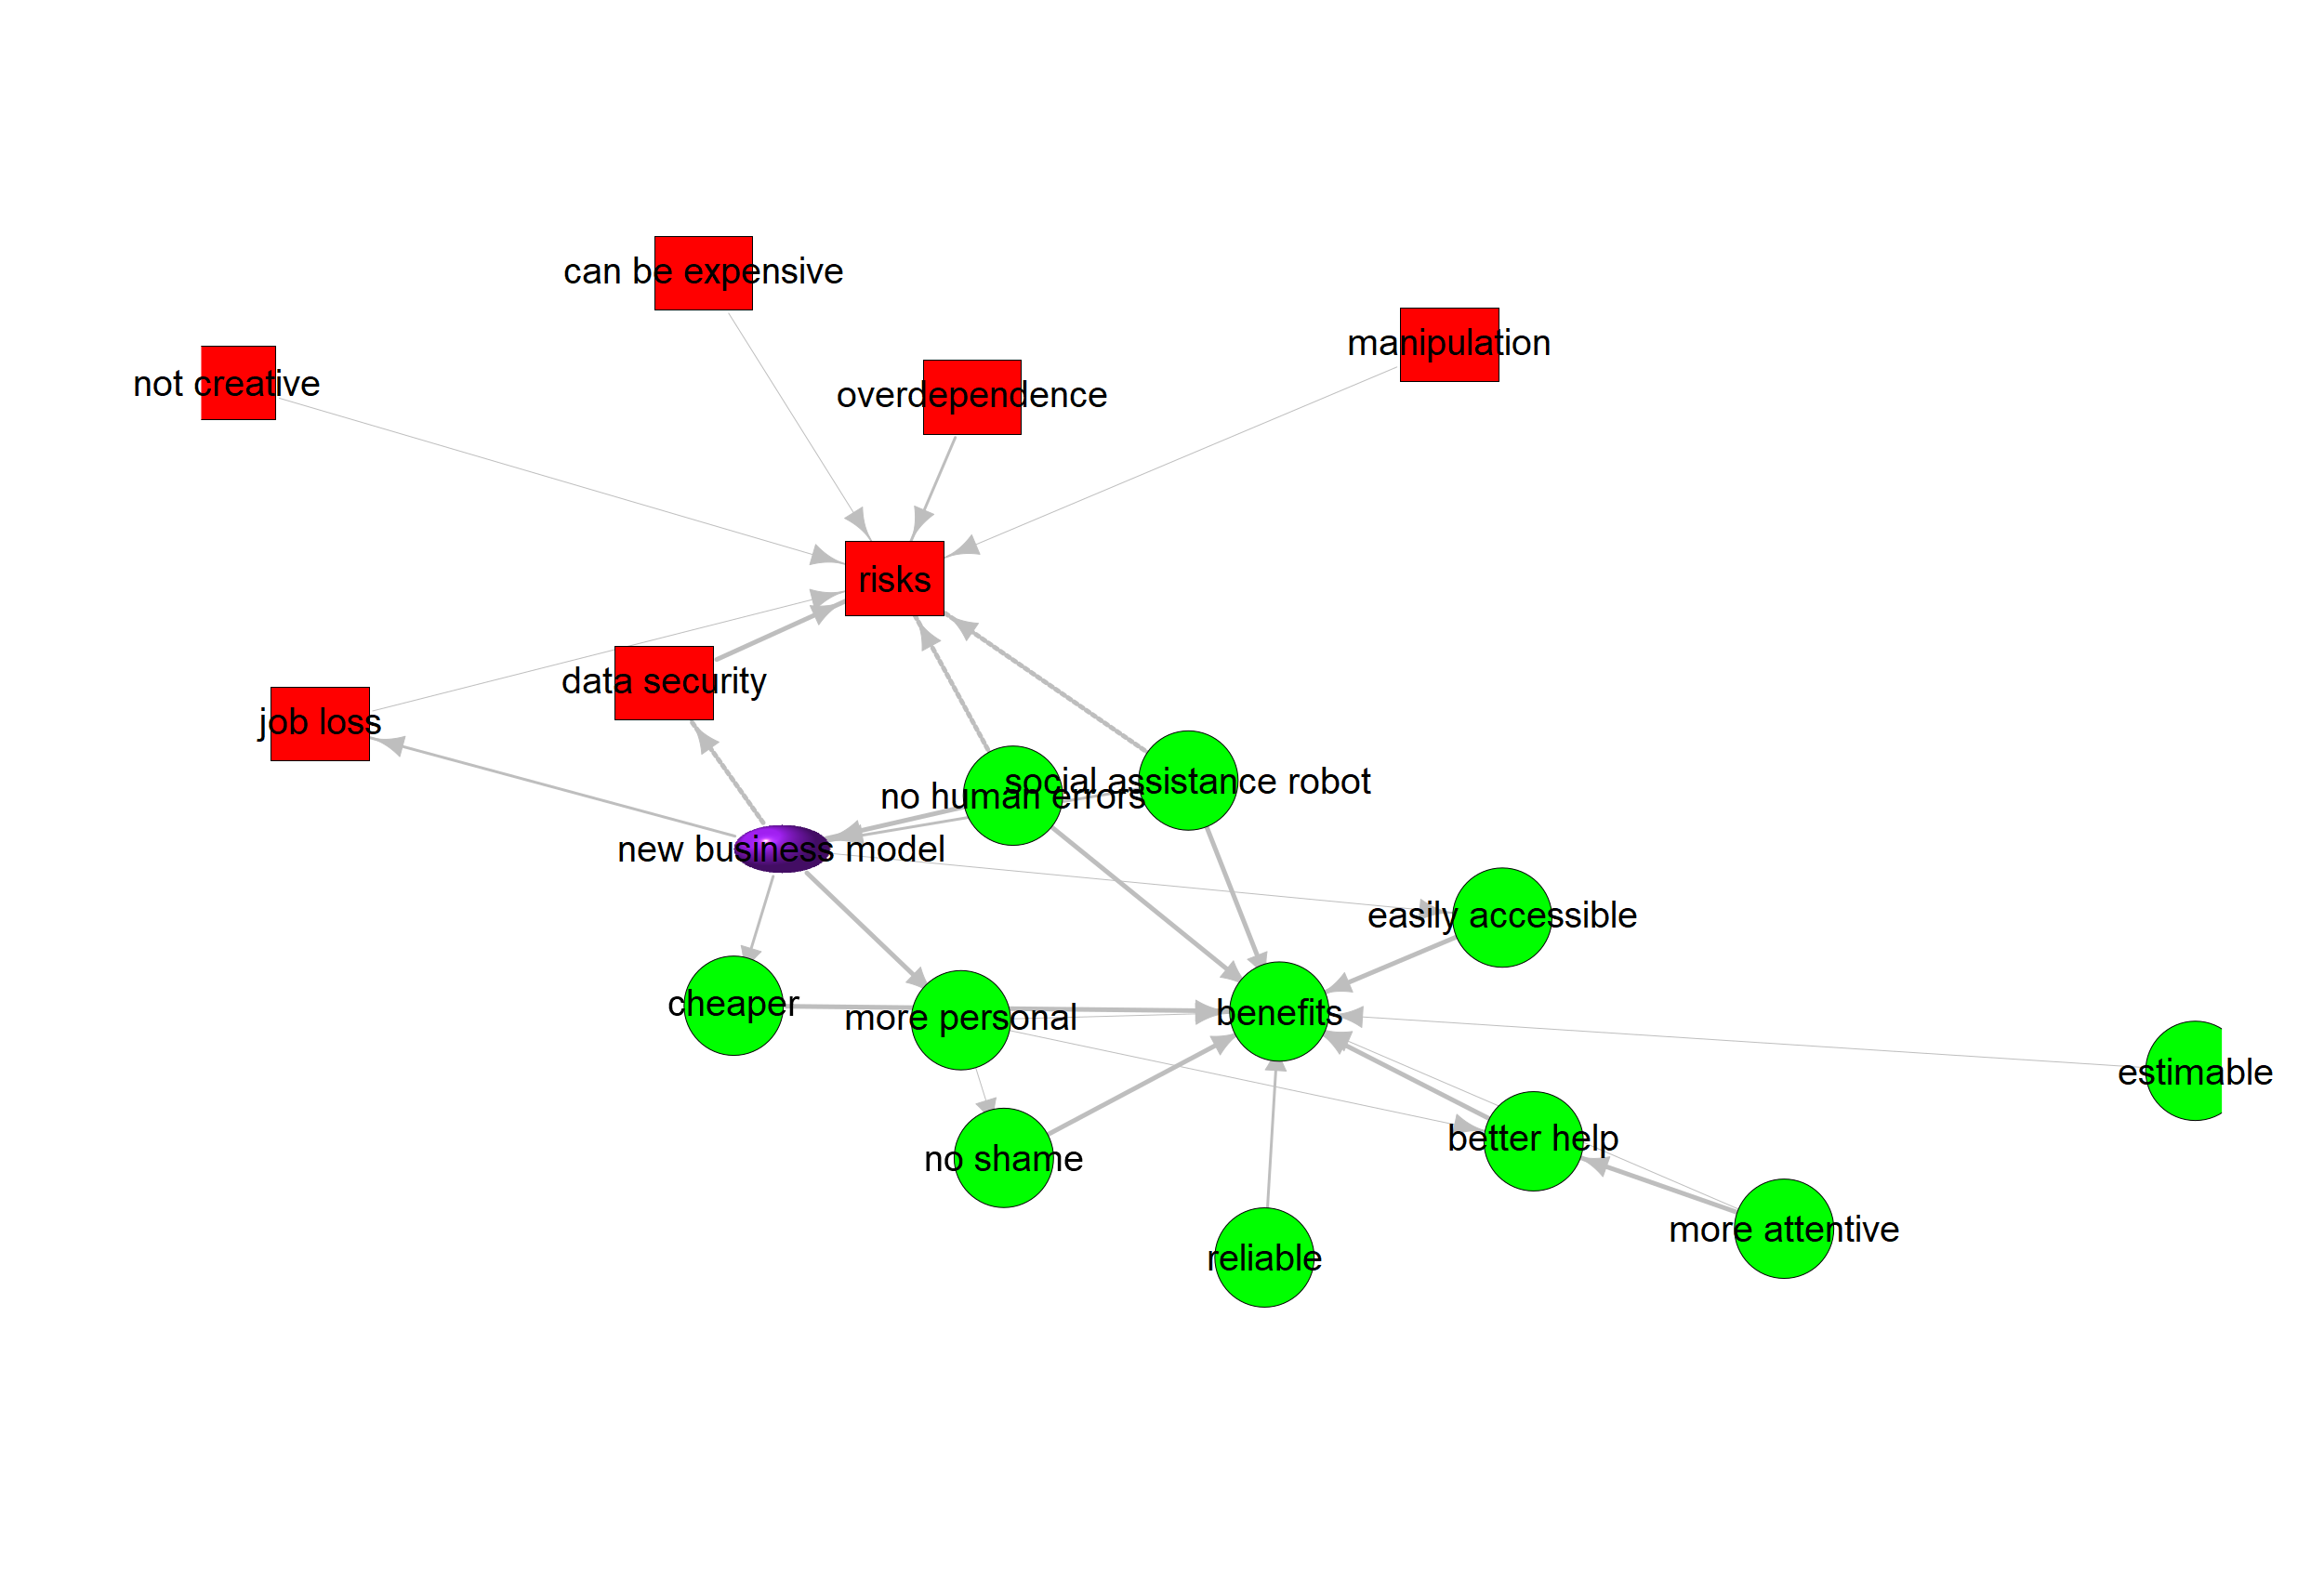 can be expensive
manipulation
not creative
overdependence
risks
data security
job loss
social assistance robot
no human errors
new business model
easily accessible
cheaper
more personal
benefits
estimable
better help
no shame
more attentive
reliable